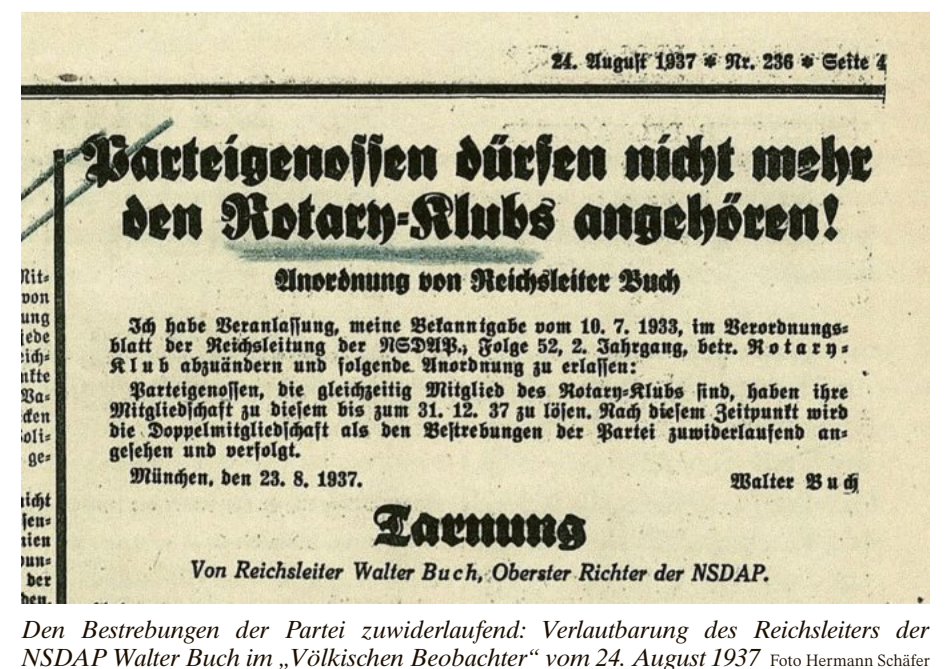 24. August 1937 * Nr. 236 * Seite 4
Parteigenossen dürfen nicht mehr
den Rotary-Klubs angehören!
Anordnung von Reichsleiter Buch
Ich habe Veranlassung, meine Bekanntgabe vom 10. 7. 1933, im Verordnungs-
blatt der Reichsleitung der NSDAP., Folge 52, 2. Jahrgang, betr. Rotary-
Klub abzuändern und folgende Anordnung zu erlassen:
Parteigenossen, die gleichzeitig Mitglied des Rotary-Klubs sind, haben ihre
Mitgliedschaft zu diesem bis zum 31. 12. 37 zu lösen. Nach diesem Zeitpunkt wird
die Doppelmitgliedschaft als den Bestrebungen der Partei zuwiderlaufend an-
gesehen und verfolgt.
München, den 23. 8. 1937. Walter Buch
Tarnung
Von Reichsleiter Walter Buch, Oberster Richter der NSDAP.
von
ung
der
den.
Den Bestrebungen der Partei zuwiderlaufend: Verlautbarung des Reichsleiters der
NSDAP Walter Buch im „Völkischen Beobachter“ vom 24. August 1937 Foto Hermann Schäfer